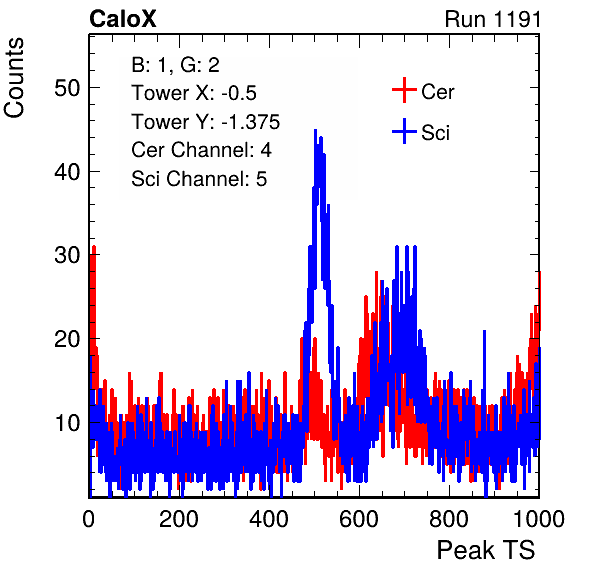 CaloX Run 1191
Counts
B: 1, G: 2
Tower X: -0.5
Tower Y: -1.375
Cer Channel: 4
Sci Channel: 5
Cer
Sci
50
40
30
20
10
0 200 400 600 800 1000
Peak TS